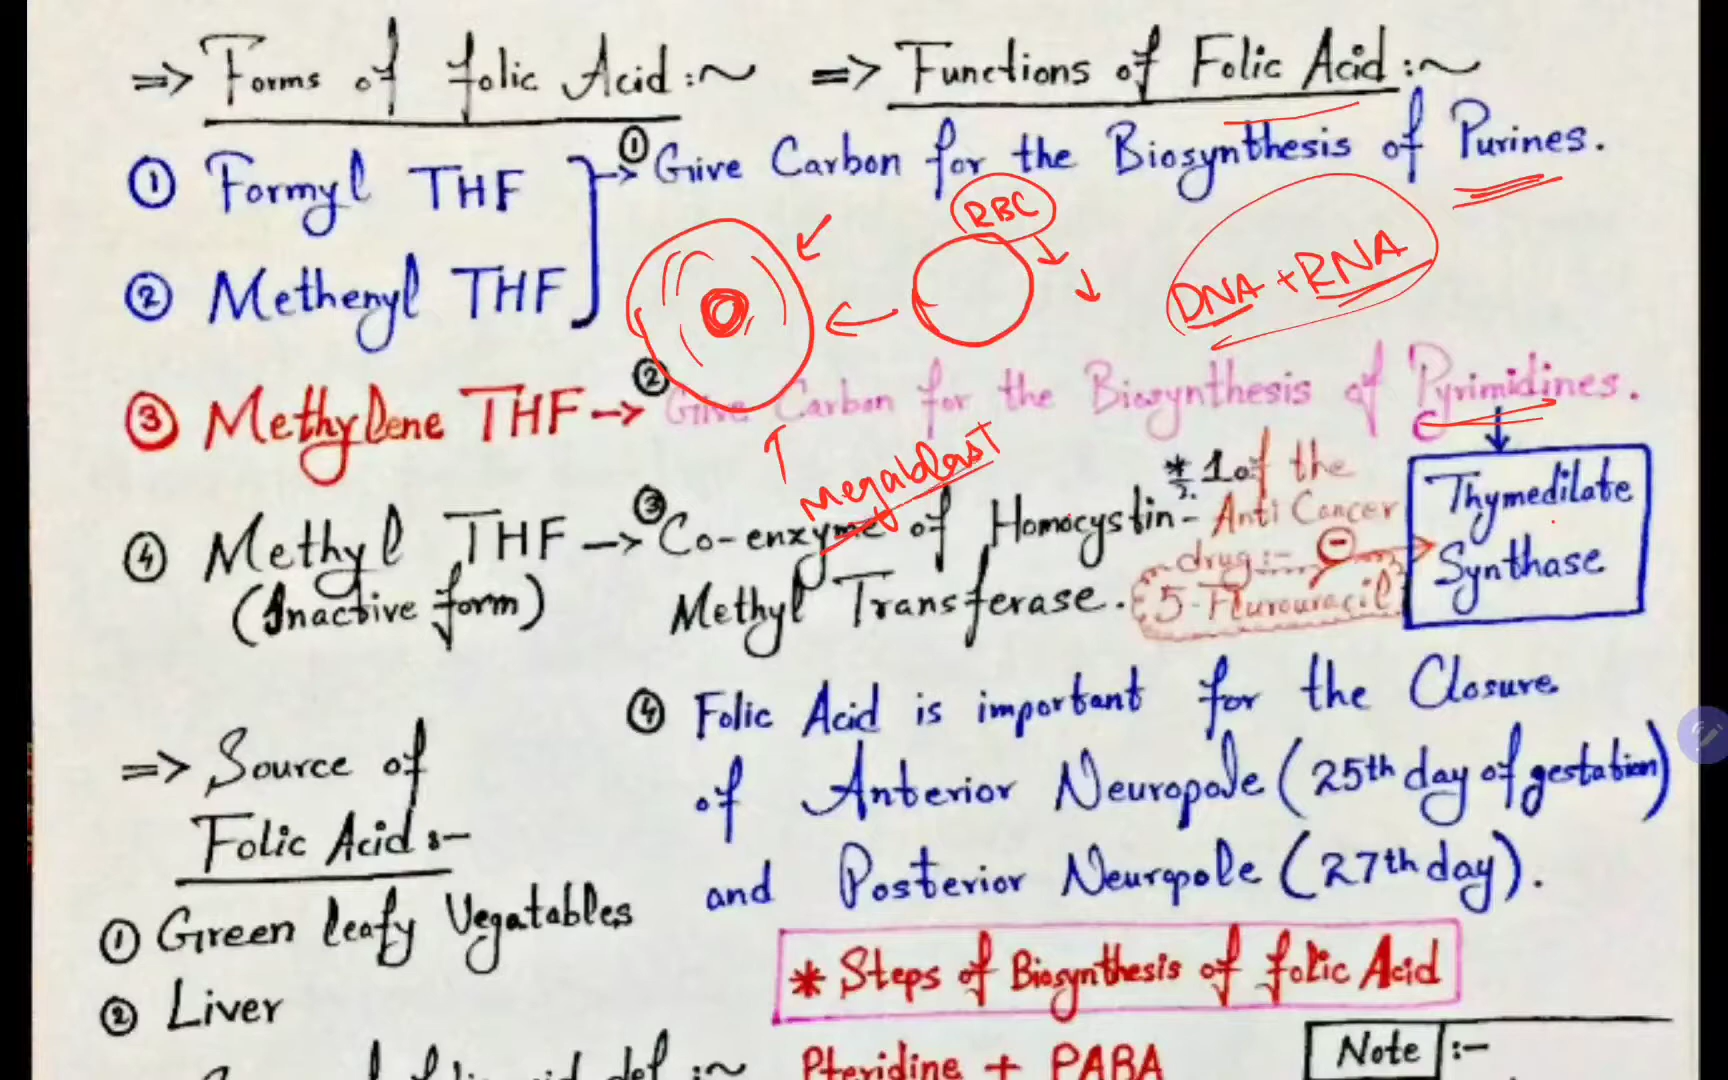 => Forms of folic Acid :~
① Formyl THF
② Methenyl THF
③ Methylene THF ->
④ Methyl THF ->
(Inactive form)
=> Functions of Folic Acid :~
① Give Carbon for the Biosynthesis of Purines.
RBC
DNA + RNA
② Give Carbon for the Biosynthesis of Pyrimidines.
Megablast
③ Co-enzyme of Homocystin-
Methyl Transferase.
* 1 of the
Anti Cancer
drug:-
5-Flurouracil
Thymedilate
Synthase
④ Folic Acid is important for the Closure
of Anterior Neuropole (25th day of gestation)
and Posterior Neuropole (27th day).
=> Source of
Folic Acid :-
① Green leafy Vegatables
② Liver
* Steps of Biosynthesis of folic Acid
Pteridine + PABA
Note :-